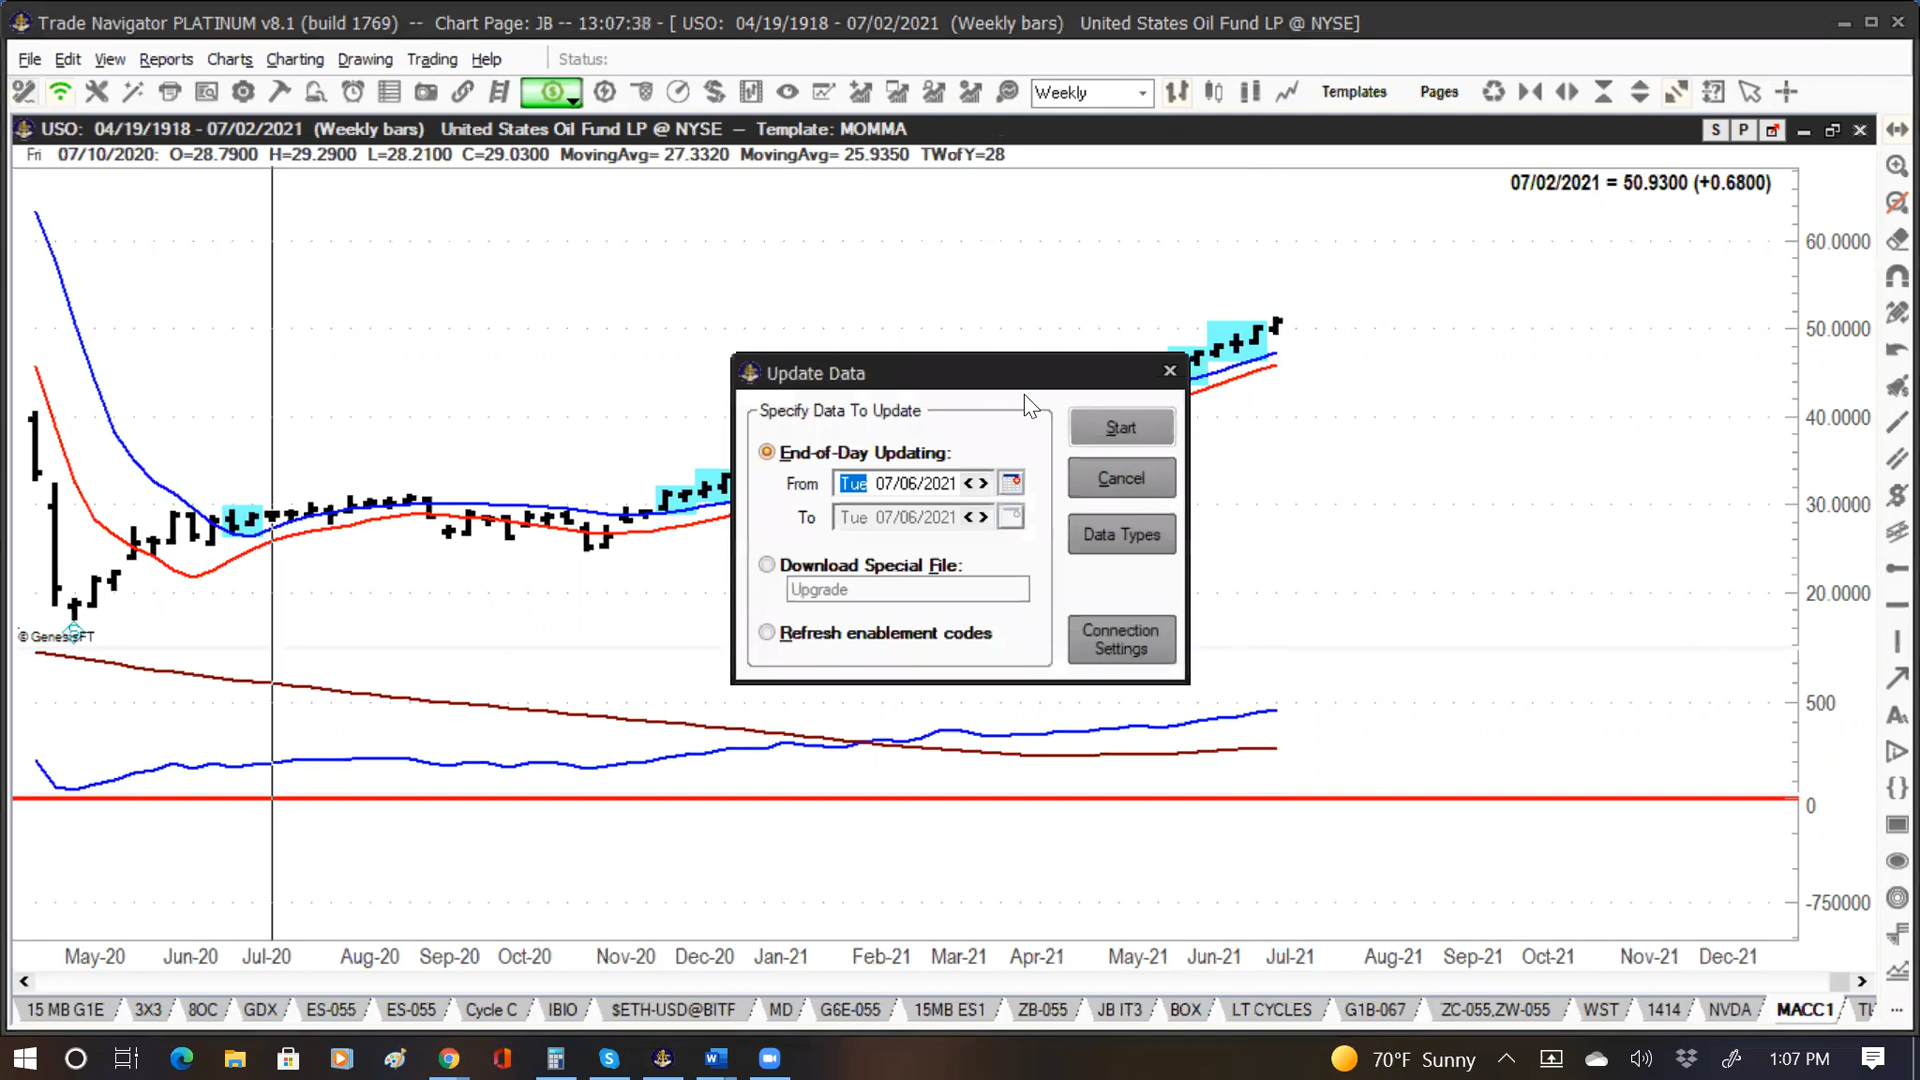 Trade Navigator PLATINUM v8.1 (build 1769) -- Chart Page: JB -- 13:07:38 - [ USO: 04/19/1918 - 07/02/2021 (Weekly bars) United States Oil Fund LP @ NYSE]
File Edit View Reports Charts Charting Drawing Trading Help Status:
Weekly Templates Pages
USO: 04/19/1918 - 07/02/2021 (Weekly bars) United States Oil Fund LP @ NYSE – Template: MOMMA S P
Fri 07/10/2020: O=28.7900 H=29.2900 L=28.2100 C=29.0300 MovingAvg= 27.3320 MovingAvg= 25.9350 TWofY=28
07/02/2021 = 50.9300 (+0.6800)
60.0000
50.0000
40.0000
30.0000
20.0000
© GenesisFT
500
0
-750000
Update Data
Specify Data To Update
Start
End-of-Day Updating:
Cancel
From Tue 07/06/2021
To Tue 07/06/2021
Data Types
Download Special File:
Upgrade
Refresh enablement codes
Connection
Settings
May-20 Jun-20 Jul-20 Aug-20 Sep-20 Oct-20 Nov-20 Dec-20 Jan-21 Feb-21 Mar-21 Apr-21 May-21 Jun-21 Jul-21 Aug-21 Sep-21 Oct-21 Nov-21 Dec-21
15 MB G1E 3X3 8OC GDX ES-055 ES-055 Cycle C IBIO $ETH-USD@BITF MD G6E-055 15MB ES1 ZB-055 JB IT3 BOX LT CYCLES G1B-067 ZC-055,ZW-055 WST 1414 NVDA MACC1
70°F Sunny 1:07 PM